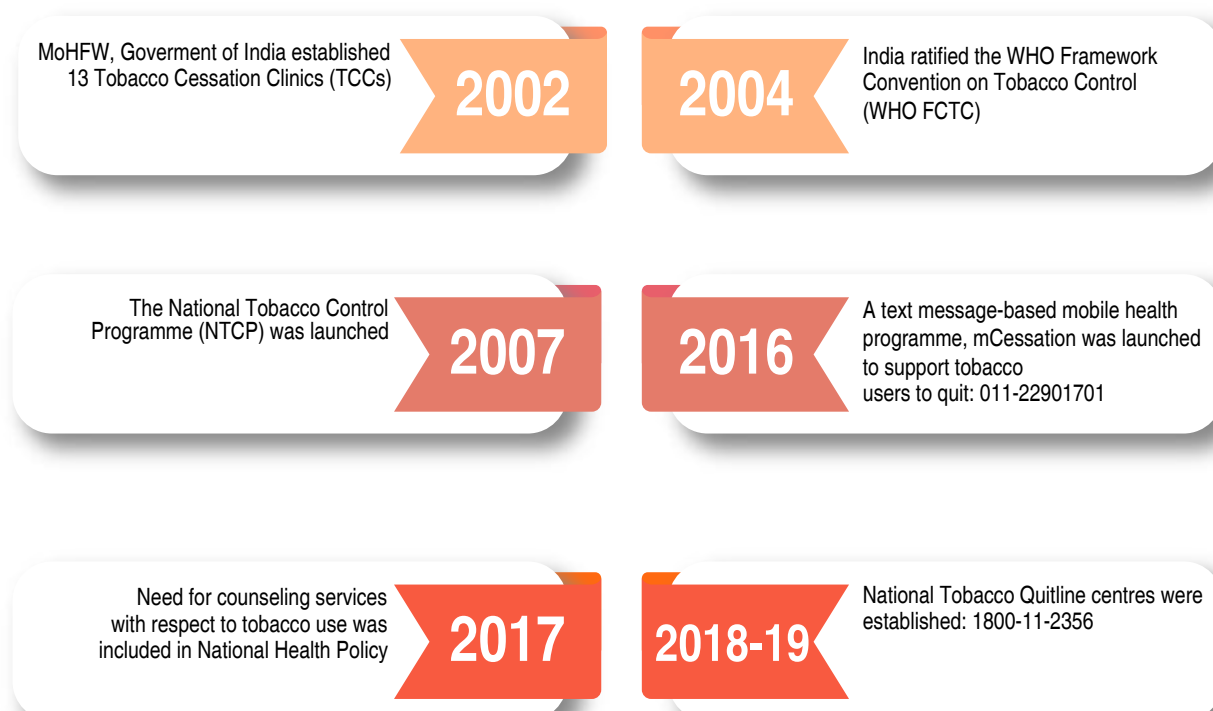 MoHFW, Goverment of India established
13 Tobacco Cessation Clinics (TCCs)
2002
2004
India ratified the WHO Framework
Convention on Tobacco Control
(WHO FCTC)
The National Tobacco Control
Programme (NTCP) was launched
2007
2016
A text message-based mobile health
programme, mCessation was launched
to support tobacco
users to quit: 011-22901701
Need for counseling services
with respect to tobacco use was
included in National Health Policy
2017
2018-19
National Tobacco Quitline centres were
established: 1800-11-2356